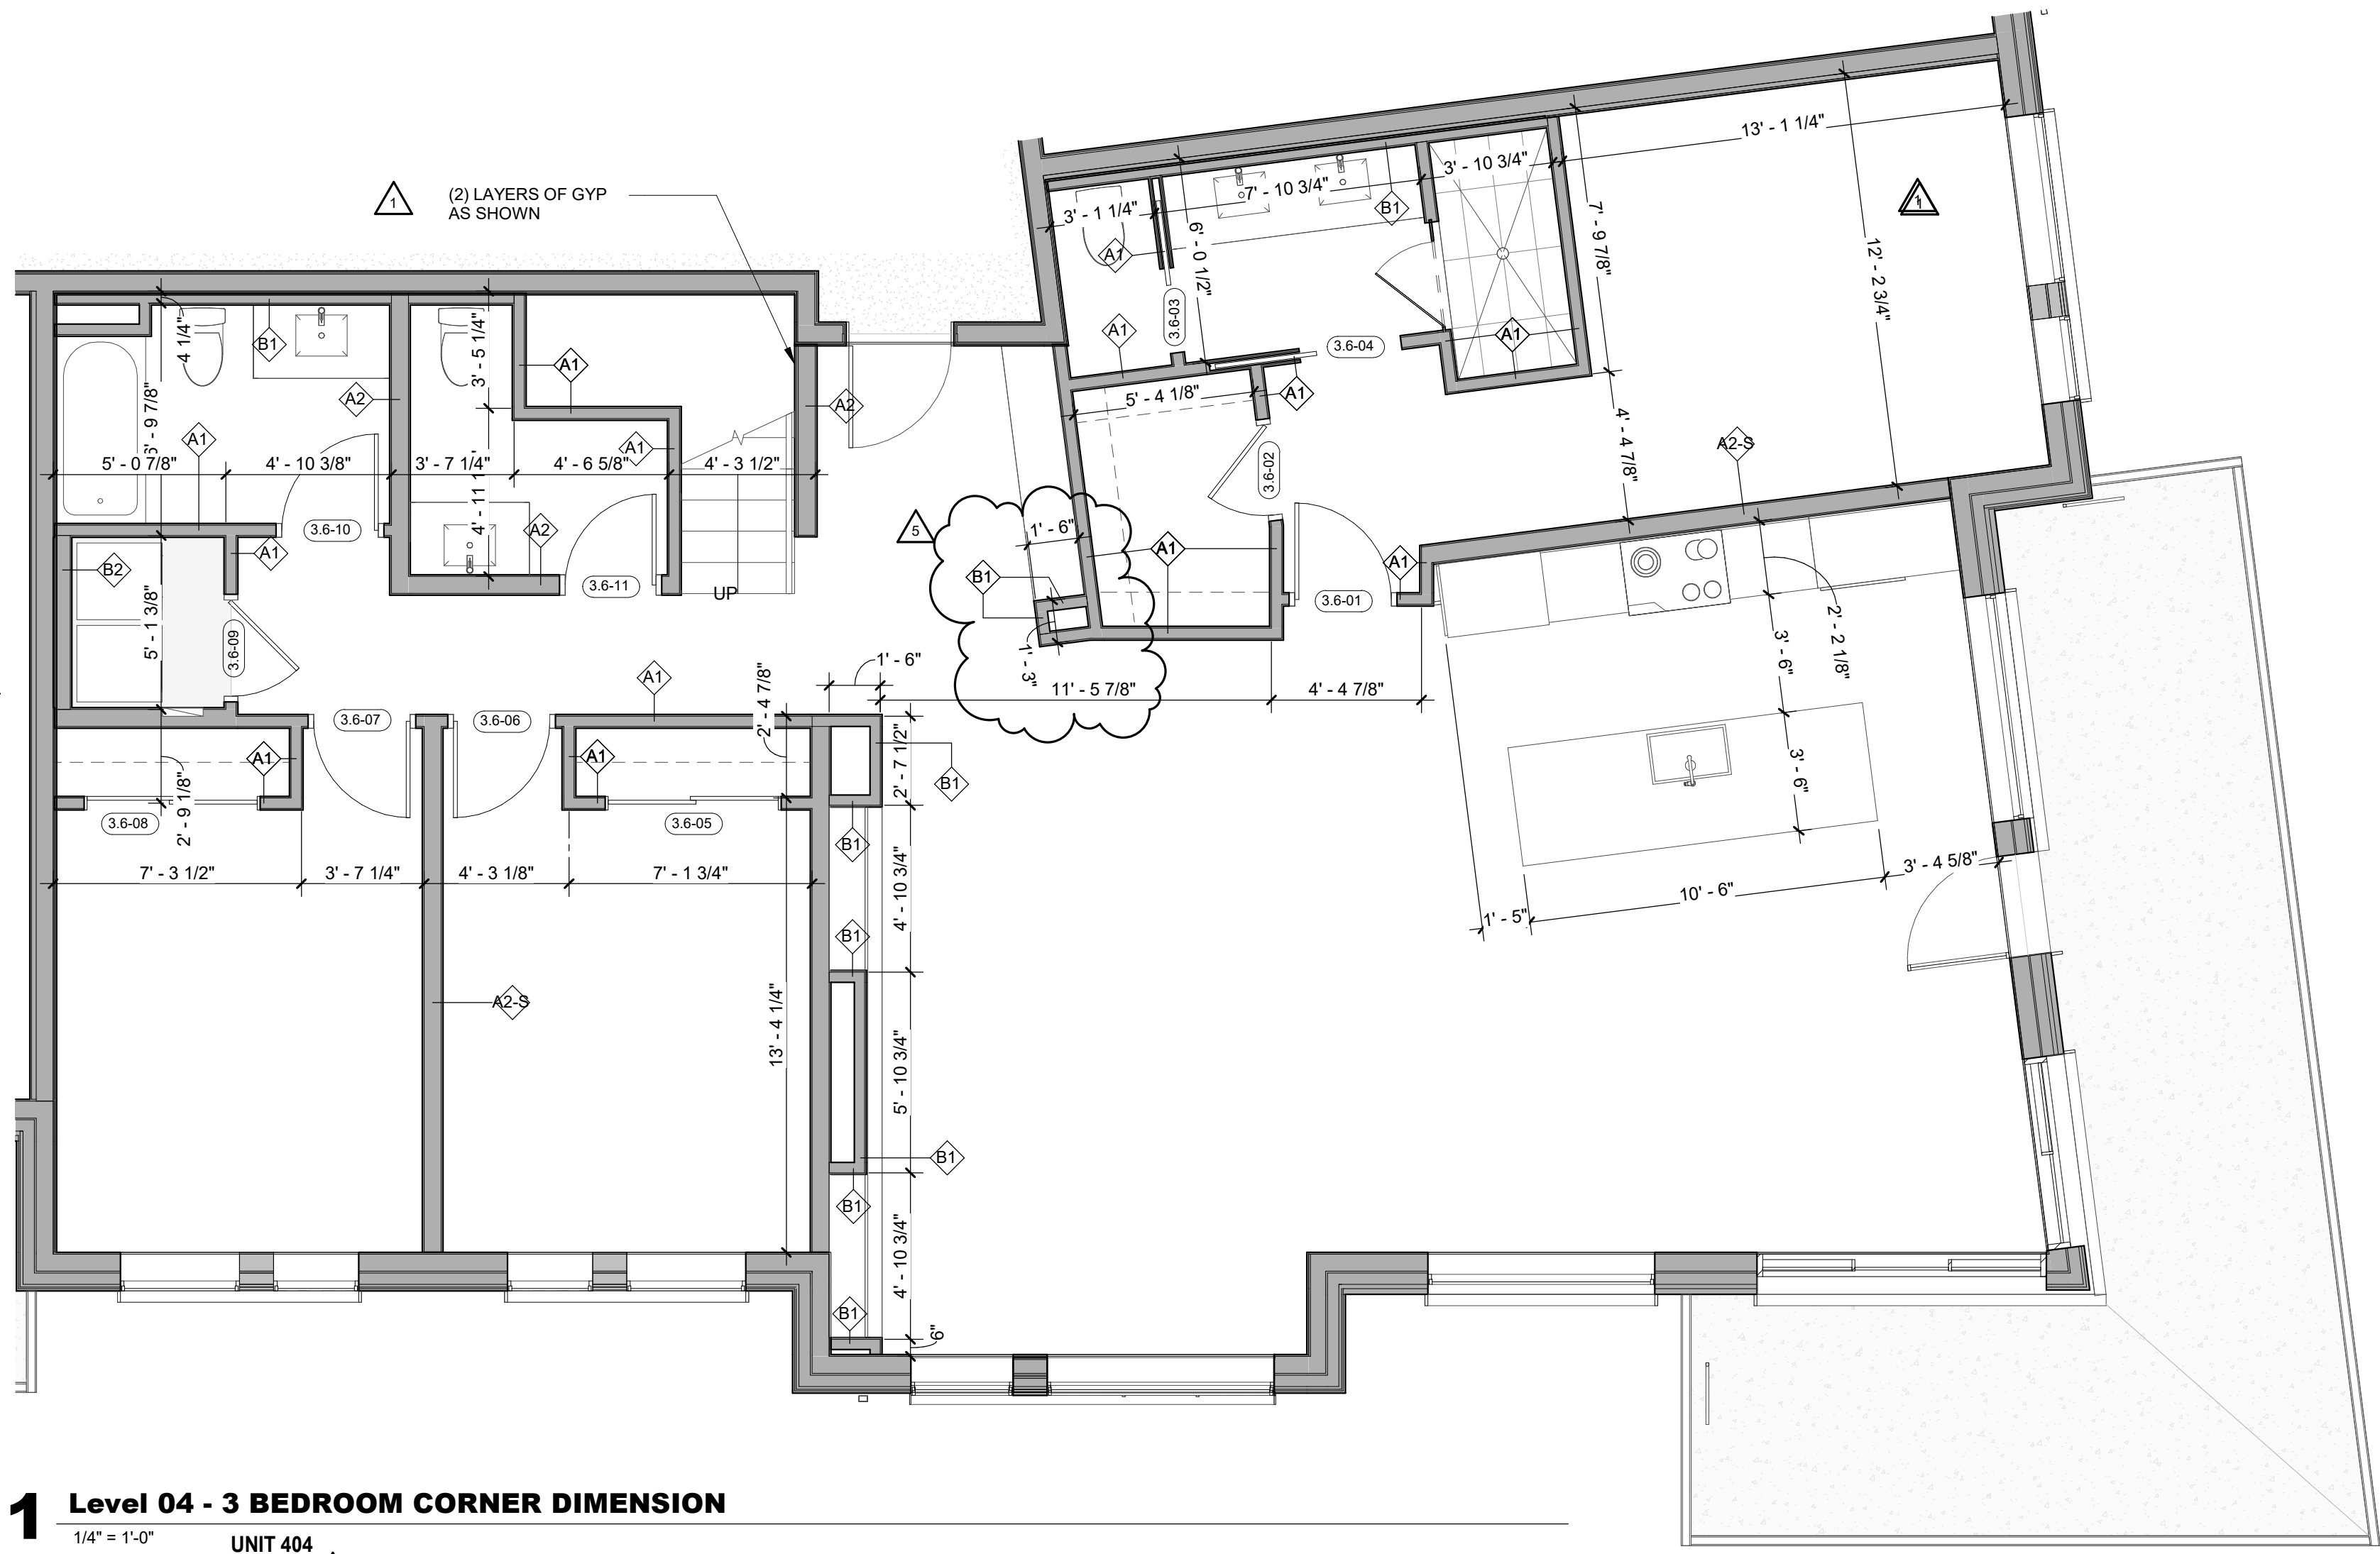 13' - 1 1/4"
3' - 10 3/4"
7' - 10 3/4"
3' - 1 1/4"
B1
1
(2) LAYERS OF GYP
AS SHOWN
7' - 9 7/8"
6' - 0 1/2"
12' - 2 3/4"
A1
3.6-03
A1
3.6-04
A1
4 1/4"
B1
3' - 5 1/4"
A1
A2
A2
5' - 4 1/8"
A1
4' - 4 7/8"
A2-S
A1
A1
5' - 0 7/8"
4' - 10 3/8"
3' - 7 1/4"
4' - 6 5/8"
4' - 3 1/2"
3.6-02
3.6-10
A2
5
1' - 6"
A1
A1
A1
B2
3.6-11
UP
B1
3.6-01
5' - 1 3/8"
3.6-09
1' - 3"
3' - 6"
2' - 2 1/8"
1' - 6"
A1
11' - 5 7/8"
4' - 4 7/8"
3.6-07
3.6-06
2' - 4 7/8"
2' - 7 1/2"
A1
A1
B1
3' - 6"
2' - 9 1/8"
3.6-08
3.6-05
B1
7' - 3 1/2"
3' - 7 1/4"
4' - 3 1/8"
7' - 1 3/4"
4' - 10 3/4"
3' - 4 5/8"
10' - 6"
1' - 5"
B1
A2-S
13' - 4 1/4"
5' - 10 3/4"
B1
B1
4' - 10 3/4"
B1
6"
1 Level 04 - 3 BEDROOM CORNER DIMENSION
1/4" = 1'-0"
UNIT 404